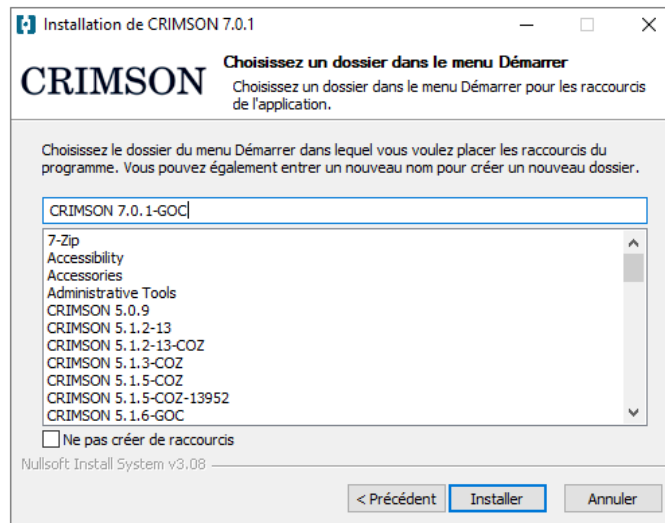 Installation de CRIMSON 7.0.1
CRIMSON
Choisissez un dossier dans le menu Démarrer
Choisissez un dossier dans le menu Démarrer pour les raccourcis
de l'application.
Choisissez le dossier du menu Démarrer dans lequel vous voulez placer les raccourcis du
programme. Vous pouvez également entrer un nouveau nom pour créer un nouveau dossier.
CRIMSON 7.0.1-GOC
7-Zip
Accessibility
Accessories
Administrative Tools
CRIMSON 5.0.9
CRIMSON 5.1.2-13
CRIMSON 5.1.2-13-COZ
CRIMSON 5.1.3-COZ
CRIMSON 5.1.5-COZ
CRIMSON 5.1.5-COZ-13952
CRIMSON 5.1.6-GOC
Ne pas créer de raccourcis
Nullsoft Install System v3.08
< Précédent
Installer
Annuler